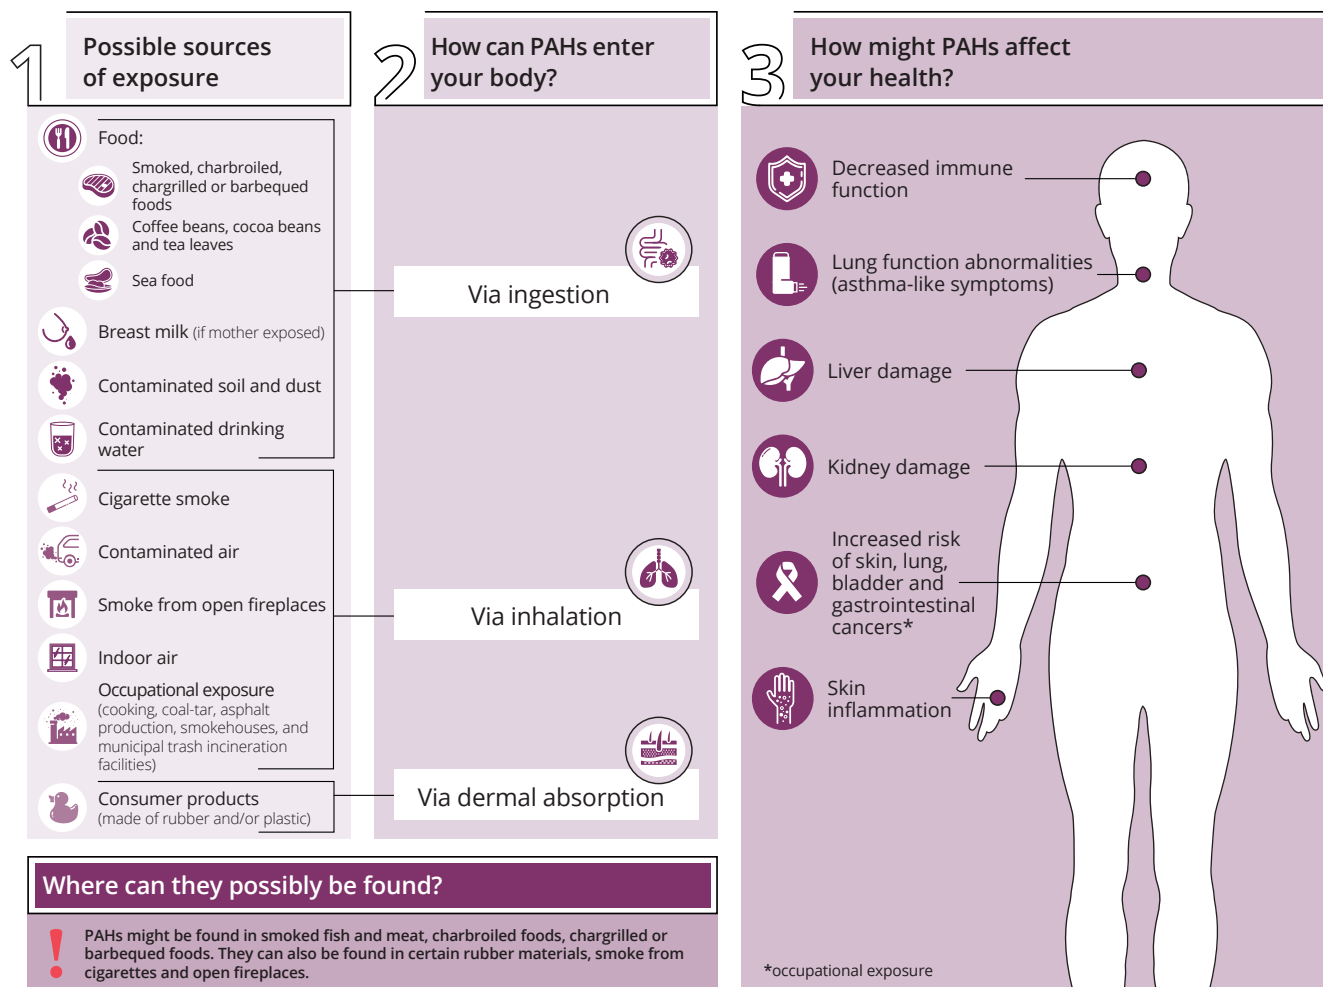 1
Possible sources
of exposure
Food:
Smoked, charbroiled,
chargrilled or barbequed
foods
Coffee beans, cocoa beans
and tea leaves
Sea food
Breast milk (if mother exposed)
Contaminated soil and dust
Contaminated drinking
water
Cigarette smoke
Contaminated air
Smoke from open fireplaces
Indoor air
Occupational exposure
(cooking, coal-tar, asphalt
production, smokehouses, and
municipal trash incineration
facilities)
Consumer products
(made of rubber and/or plastic)
2
How can PAHs enter
your body?
Via ingestion
Via inhalation
Via dermal absorption
3
How might PAHs affect
your health?
Decreased immune
function
Lung function abnormalities
(asthma-like symptoms)
Liver damage
Kidney damage
Increased risk
of skin, lung,
bladder and
gastrointestinal
cancers*
Skin
inflammation
*occupational exposure
Where can they possibly be found?
!
PAHs might be found in smoked fish and meat, charbroiled foods, chargrilled or
barbequed foods. They can also be found in certain rubber materials, smoke from
cigarettes and open fireplaces.